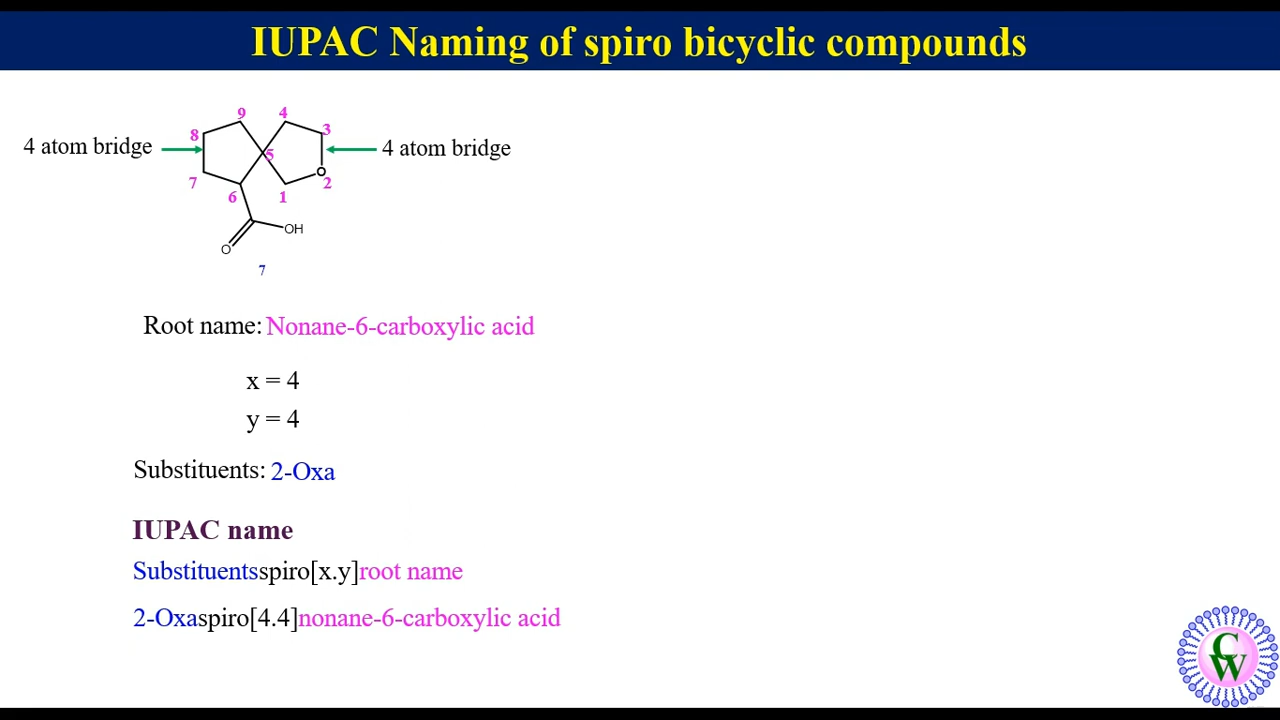 IUPAC Naming of spiro bicyclic compounds
9 4
8 3
4 atom bridge 5 4 atom bridge
7 O 2
6 1
OH
O
7
Root name: Nonane-6-carboxylic acid
x = 4
y = 4
Substituents: 2-Oxa
IUPAC name
Substituentsspiro[x.y]root name
2-Oxaspiro[4.4]nonane-6-carboxylic acid
CW